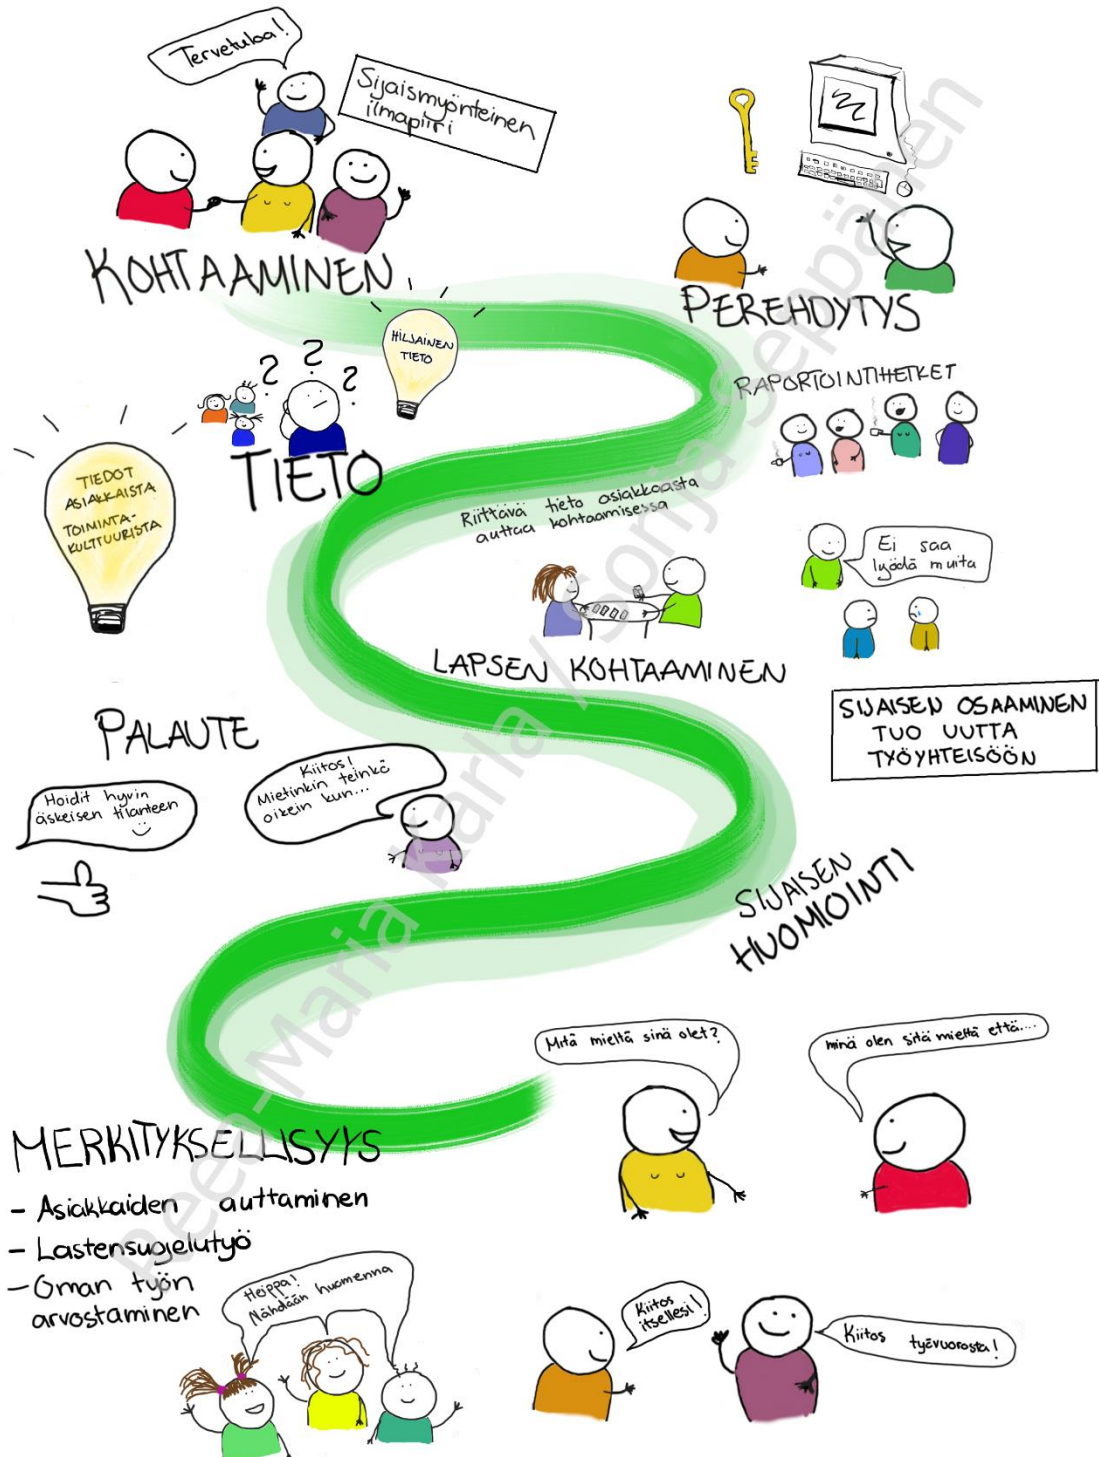 Tervetuloa!
Sijaismyönteinen
ilmapiiri
KOHTAAMINEN
PEREHDYTYS
HILJAINEN
TIETO
RAPORTOINTIHETKET
? ? ?
TIETO
TIEDOT
ASIAKKAISTA
TOIMINTA-
KULTTUURISTA
Riittävä tieto asiakkaasta
auttaa kohtaamisessa
Ei saa
lyödä muita
LAPSEN KOHTAAMINEN
SIJAISEN OSAAMINEN
TUO UUTTA
TYÖYHTEISÖÖN
PALAUTE
Hoidit hyvin
äskeisen tilanteen
Kiitos!
Mietinkin teinkö
oikein kun...
SIJAISEN
HUOMIOINTI
Mitä mieltä sinä olet?
minä olen sitä mieltä että....
MERKITYKSELLISYYS
- Asiakkaiden auttaminen
- Lastensuojelutyö
- Oman työn
arvostaminen
Heippa!
Nähdään huomenna
Kiitos
itsellesi!
Kiitos työvuorosta!
Reea-Maria Karla / Sonja Seppänen